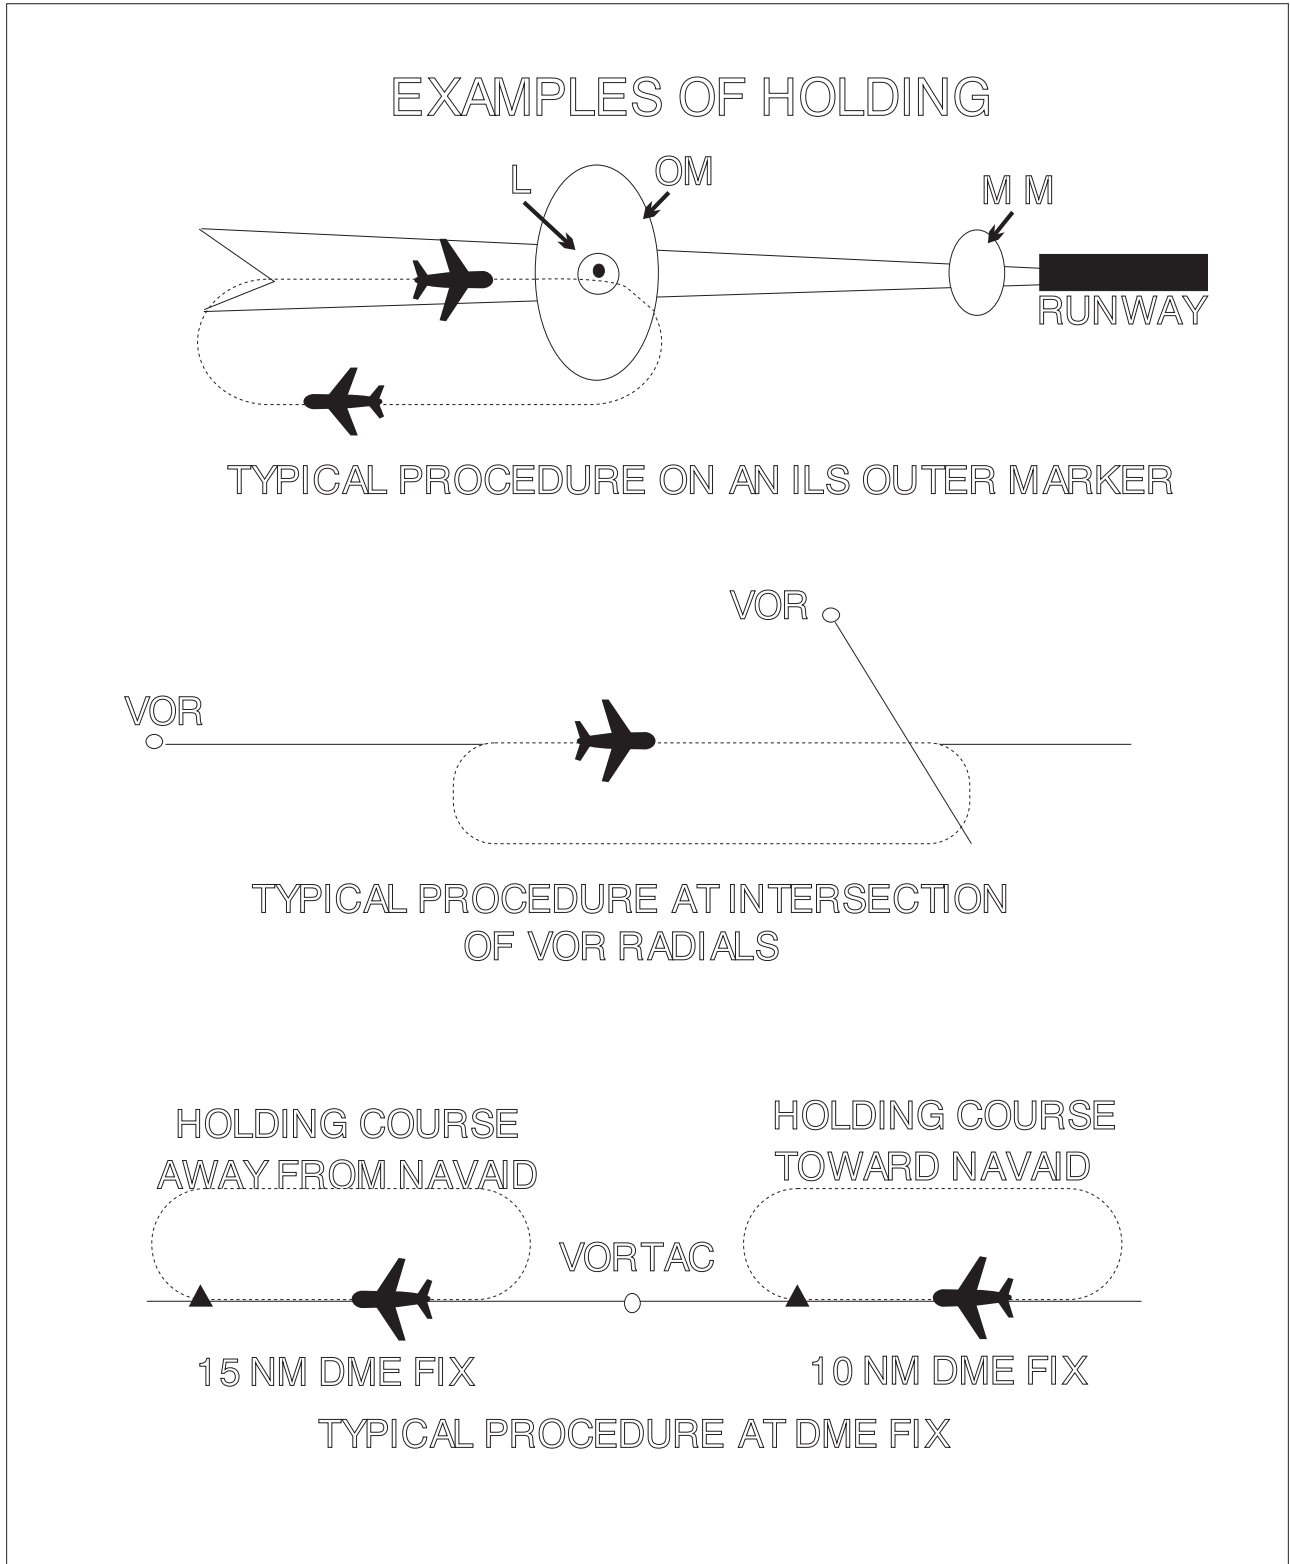 EXAMPLES OF HOLDING
L
OM
M M
RUNWAY
TYPICAL PROCEDURE ON AN ILS OUTER MARKER
VOR
VOR
TYPICAL PROCEDURE AT INTERSECTION
OF VOR RADIALS
HOLDING COURSE
AWAY FROM NAVAID
HOLDING COURSE
TOWARD NAVAID
VORTAC
15 NM DME FIX
10 NM DME FIX
TYPICAL PROCEDURE AT DME FIX